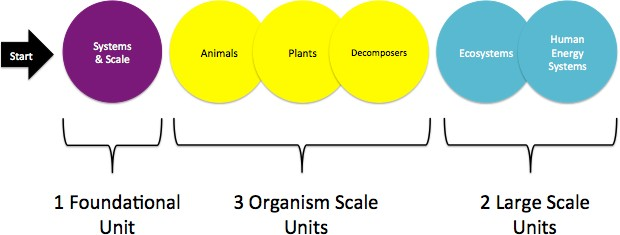 Start
Systems
& Scale
Animals
Plants
Decomposers
Ecosystems
Human
Energy
Systems
1 Foundational
Unit
3 Organism Scale
Units
2 Large Scale
Units